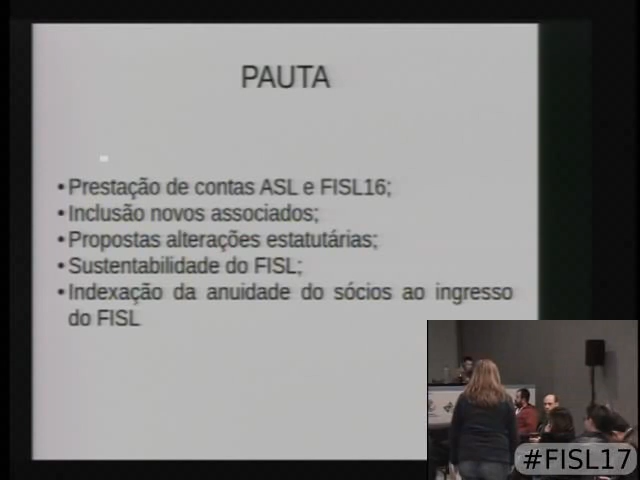 PAUTA
• Prestação de contas ASL e FISL16;
• Inclusão novos associados;
• Propostas alterações estatutárias;
• Sustentabilidade do FISL;
• Indexação da anuidade do sócios ao ingresso
do FISL
#FISL17